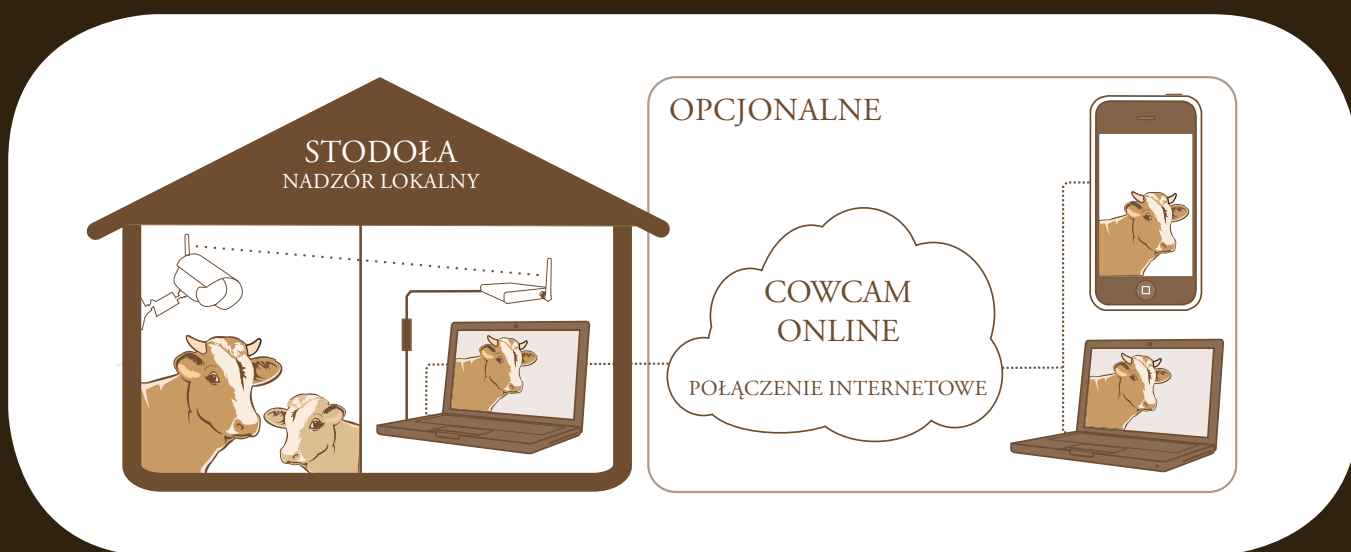 STODOŁA
NADZÓR LOKALNY
OPCJONALNE
COWCAM
ONLINE
POŁĄCZENIE INTERNETOWE